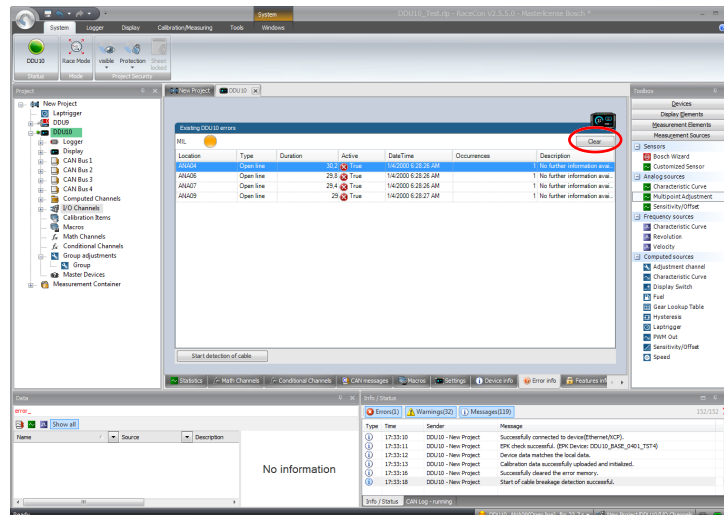 System
DDU10_Test.rip - RaceCon V2.5.5.0 - Masterlicense Bosch *
System Logger Display Calibration/Measuring Tools Windows
DDU10 Race Mode visible Protection Sheet locked
Status Mode Project Security
Project
New Project
Laptrigger
DDU9
DDU10
Logger
Display
CAN Bus 1
CAN Bus 2
CAN Bus 3
CAN Bus 4
Computed Channels
I/O Channels
Calibration Items
Macros
Math Channels
Conditional Channels
Group adjustments
Group
Master Devices
Measurement Container
New Project DDU10
Existing DDU10 errors
MIL
Clear
Location Type Duration Active DateTime Occurrences Description
ANA04 Open line 30,2 True 1/4/2000 6:28:26 AM 1 No further information avai...
ANA06 Open line 29,8 True 1/4/2000 6:28:26 AM 1 No further information avai...
ANA07 Open line 29,4 True 1/4/2000 6:28:26 AM 1 No further information avai...
ANA09 Open line 29 True 1/4/2000 6:28:27 AM 1 No further information avai...
Start detection of cable
Statistics Math Channels Conditional Channels CAN messages Macros Settings Device info Error info Features info
Toolbox
Devices
Display Elements
Measurement Elements
Measurement Sources
Sensors
Bosch Wizard
Customized Sensor
Analog sources
Characteristic Curve
Multipoint Adjustment
Sensitivity/Offset
Frequency sources
Characteristic Curve
Revolution
Velocity
Computed sources
Adjustment channel
Characteristic Curve
Display Switch
Fuel
Gear Lookup Table
Hysteresis
Laptrigger
PWM Out
Sensitivity/Offset
Speed
Data
error_
Show all
Name Source Description
No information
Info / Status
Errors(1) Warnings(32) Messages(119) 152/152
Type Time Sender Message
17:33:10 DDU10 - New Project Successfully connected to device(Ethernet/XCP).
17:33:11 DDU10 - New Project EPK check successful. (EPK Device: DDU10_BASE_0401_TST4)
17:33:12 DDU10 - New Project Device data matches the local data.
17:33:13 DDU10 - New Project Calibration data successfully uploaded and initialized.
17:33:16 DDU10 - New Project Successfully cleared the error memory.
17:33:18 DDU10 - New Project Start of cable breakage detection successful.
Info / Status CAN Log - running
Ready